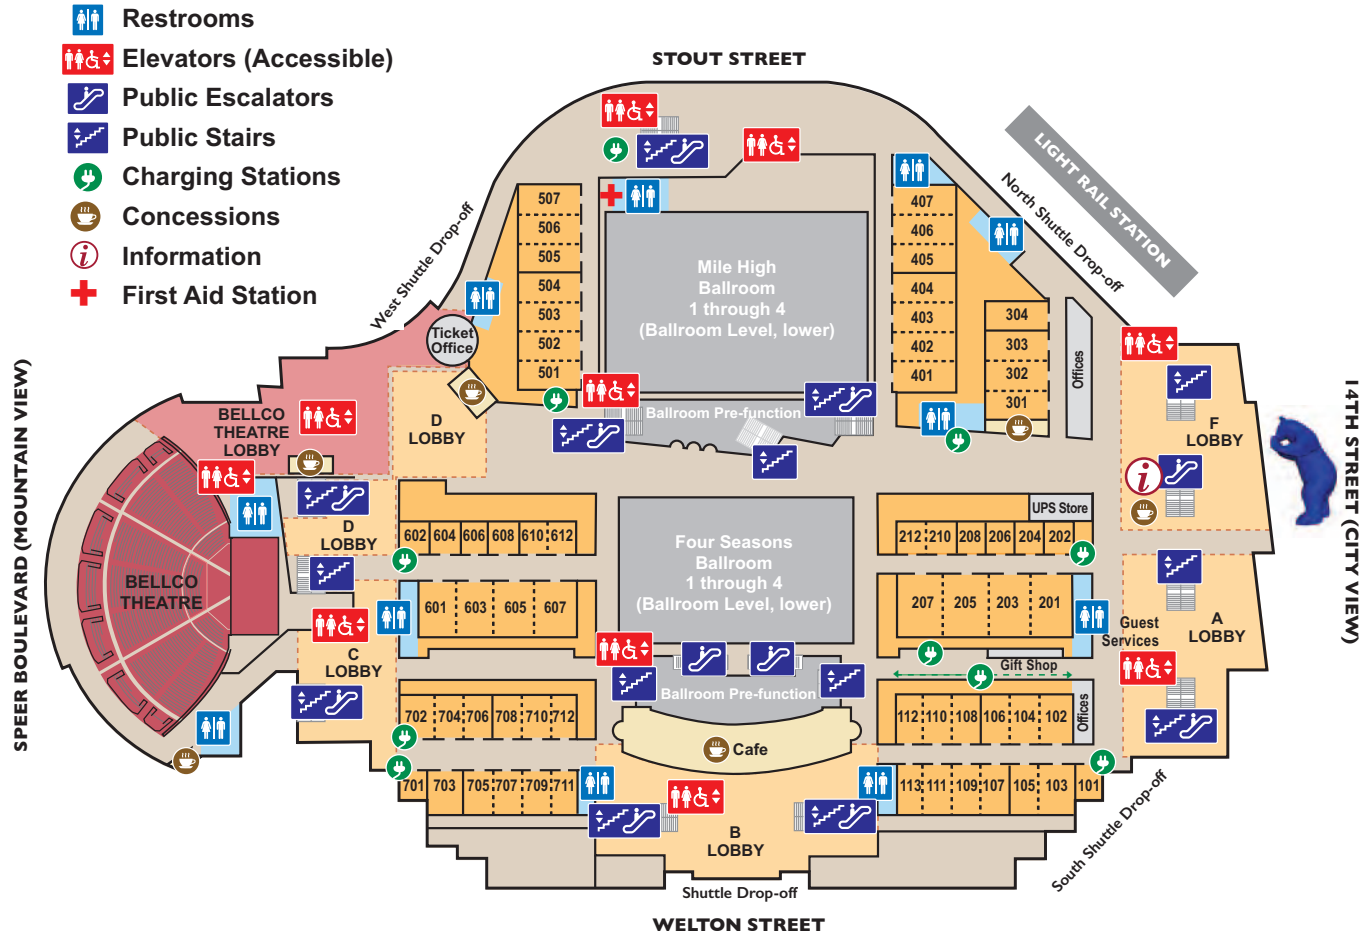 Restrooms
Elevators (Accessible)
Public Escalators
Public Stairs
Charging Stations
Concessions
i
Information
First Aid Station
STOUT STREET
LIGHT RAIL STATION
North Shuttle Drop-off
West Shuttle Drop-off
SPEER BOULEVARD (MOUNTAIN VIEW)
14TH STREET (CITY VIEW)
507
506
505
504
503
502
501
Mile High
Ballroom
1 through 4
(Ballroom Level, lower)
407
406
405
404
403
402
401
304
303
302
301
Offices
Ticket
Office
BELLCO
THEATRE
LOBBY
D
LOBBY
Ballroom Pre-function
F
LOBBY
i
D
LOBBY
602 604 606 608 610 612
Four Seasons
Ballroom
1 through 4
(Ballroom Level, lower)
UPS Store
212 210 208 206 204 202
BELLCO
THEATRE
601 603 605 607
207 205 203 201
Guest
Services
A
LOBBY
C
LOBBY
Gift Shop
Ballroom Pre-function
702 704 706 708 710 712
112 110 108 106 104 102
Offices
Cafe
701 703 705 707 709 711
113 111 109 107 105 103 101
B
LOBBY
South Shuttle Drop-off
Shuttle Drop-off
WELTON STREET